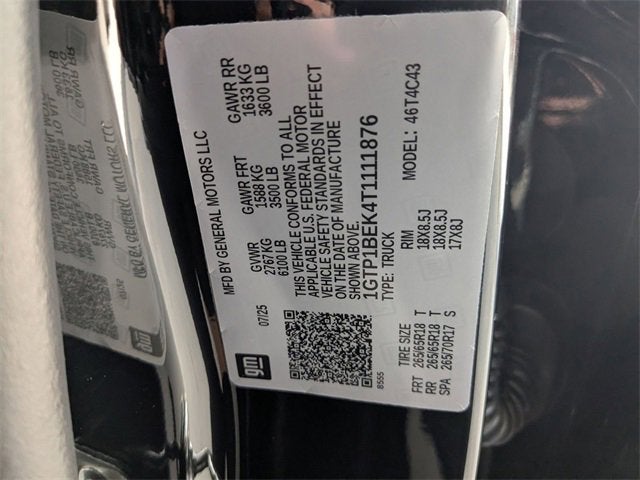 gm
MFD BY GENERAL MOTORS LLC
07/25
GVWR GAWR FRT GAWR RR
2767KG 1588 KG 1633 KG
6100 LB 3500 LB 3600 LB
THIS VEHICLE CONFORMS TO ALL
APPLICABLE U.S. FEDERAL MOTOR
VEHICLE SAFETY STANDARDS IN EFFECT
ON THE DATE OF MANUFACTURE
SHOWN ABOVE.
1GTP1BEK4T1111876
TYPE: TRUCK MODEL: 46T4C43
8555
TIRE SIZE RIM
FRT 265/65R18 T 18X8.5J
RR 265/65R18 T 18X8.5J
SPA 265/70R17 S 17X8J